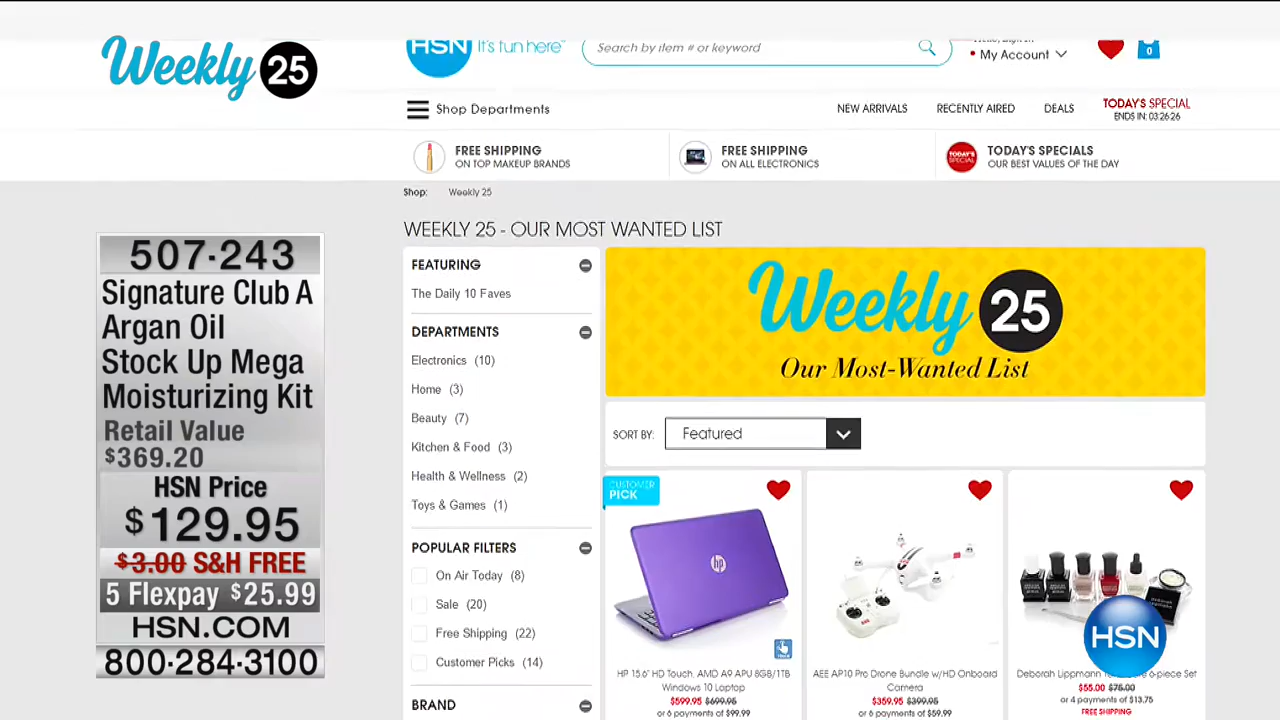 Weekly 25
HSN It's fun here
Search by item # or keyword
My Account
0
Shop Departments
NEW ARRIVALS
RECENTLY AIRED
DEALS
TODAY'S SPECIAL
ENDS IN: 03:26:26
FREE SHIPPING
ON TOP MAKEUP BRANDS
FREE SHIPPING
ON ALL ELECTRONICS
TODAY'S SPECIAL
TODAY'S SPECIALS
OUR BEST VALUES OF THE DAY
Shop: Weekly 25
WEEKLY 25 - OUR MOST WANTED LIST
507-243
Signature Club A
Argan Oil
Stock Up Mega
Moisturizing Kit
Retail Value
$369.20
HSN Price
$129.95
$3.00 S&H FREE
5 Flexpay $25.99
HSN.COM
800-284-3100
FEATURING
The Daily 10 Faves
DEPARTMENTS
Electronics (10)
Home (3)
Beauty (7)
Kitchen & Food (3)
Health & Wellness (2)
Toys & Games (1)
POPULAR FILTERS
On Air Today (8)
Sale (20)
Free Shipping (22)
Customer Picks (14)
BRAND
Weekly 25
Our Most-Wanted List
SORT BY: Featured
CUSTOMER
PICK
hp
HP 15.6" HD Touch, AMD A9 APU 8GB/1TB
Windows 10 Laptop
$599.95 $699.95
or 6 payments of $99.99
AEE AP10 Pro Drone Bundle w/HD Onboard
Camera
$359.95 $399.95
or 6 payments of $59.99
Deborah Lippmann 6-piece Set
$55.00 $75.00
or 4 payments of $13.75
FREE SHIPPING
HSN